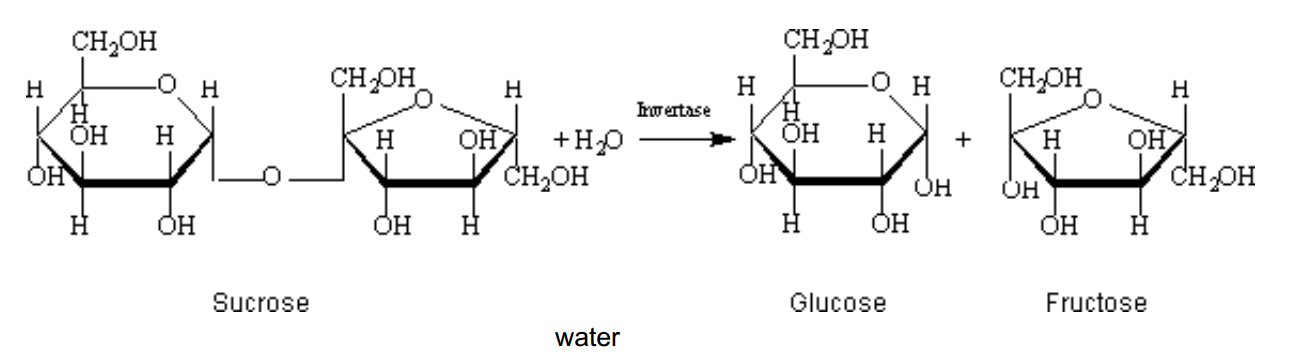 CH₂OH CH₂OH
H O H CH₂OH O H H O H CH₂OH O H
H H
OH H H OH + H₂O Invertase OH H + H OH
OH O CH₂OH OH OH OH CH₂OH
H OH OH H H OH OH H
Sucrose Glucose Fructose
water